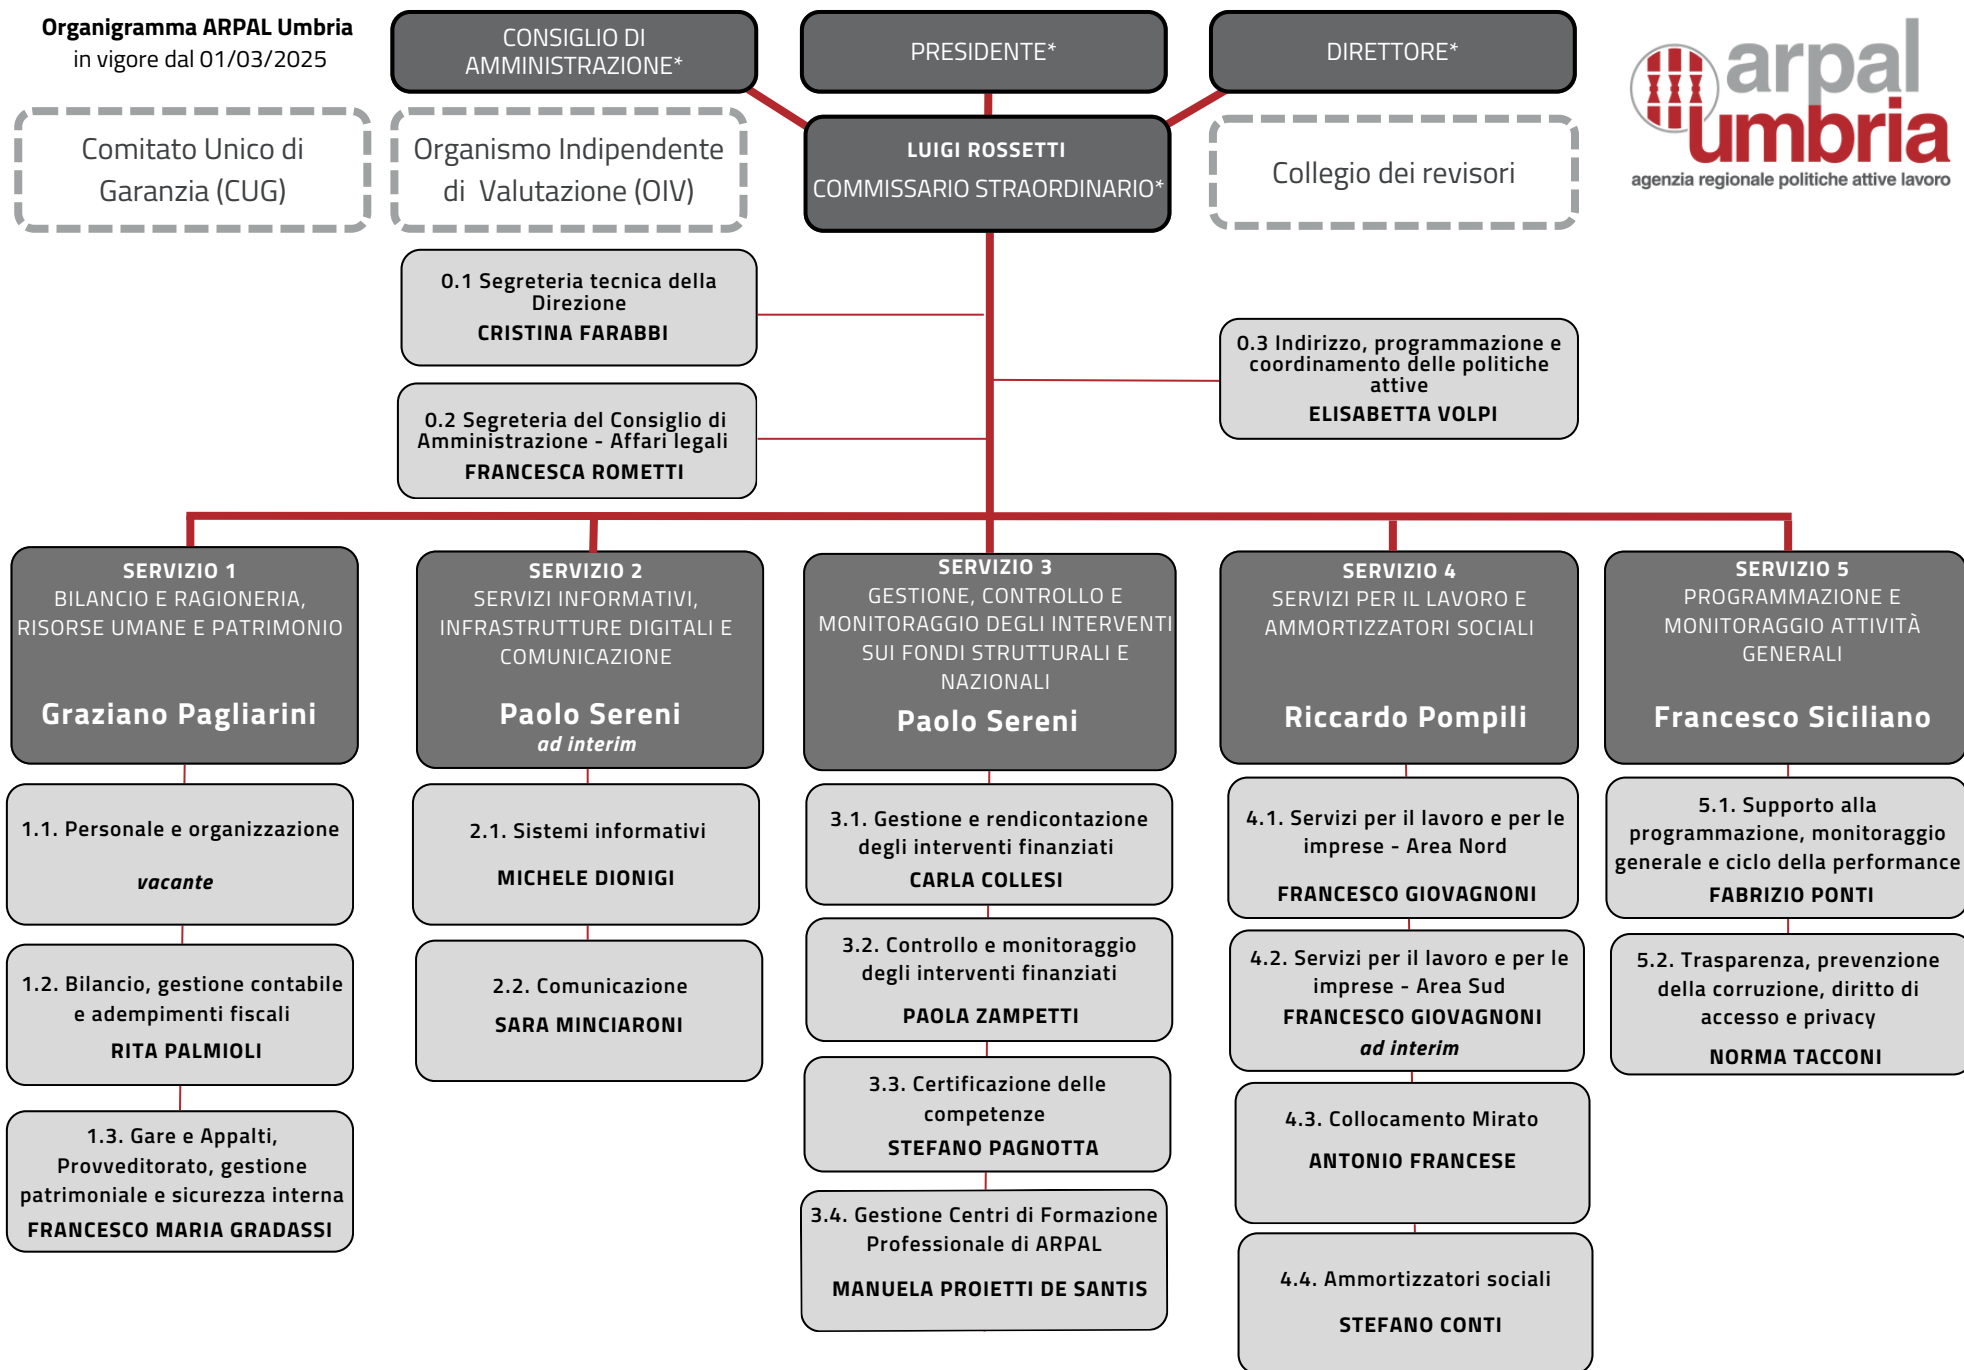 Organigramma ARPAL Umbria
in vigore dal 01/03/2025
CONSIGLIO DI
AMMINISTRAZIONE*
PRESIDENTE*
DIRETTORE*
arpal
umbria
agenzia regionale politiche attive lavoro
Comitato Unico di
Garanzia (CUG)
Organismo Indipendente
di Valutazione (OIV)
LUIGI ROSSETTI
COMMISSARIO STRAORDINARIO*
Collegio dei revisori
0.1 Segreteria tecnica della
Direzione
CRISTINA FARABBI
0.3 Indirizzo, programmazione e
coordinamento delle politiche
attive
ELISABETTA VOLPI
0.2 Segreteria del Consiglio di
Amministrazione - Affari legali
FRANCESCA ROMETTI
SERVIZIO 1
BILANCIO E RAGIONERIA,
RISORSE UMANE E PATRIMONIO
Graziano Pagliarini
1.1. Personale e organizzazione
vacante
1.2. Bilancio, gestione contabile
e adempimenti fiscali
RITA PALMIOLI
1.3. Gare e Appalti,
Provveditorato, gestione
patrimoniale e sicurezza interna
FRANCESCO MARIA GRADASSI
SERVIZIO 2
SERVIZI INFORMATIVI,
INFRASTRUTTURE DIGITALI E
COMUNICAZIONE
Paolo Sereni
ad interim
2.1. Sistemi informativi
MICHELE DIONIGI
2.2. Comunicazione
SARA MINCIARONI
SERVIZIO 3
GESTIONE, CONTROLLO E
MONITORAGGIO DEGLI INTERVENTI
SUI FONDI STRUTTURALI E
NAZIONALI
Paolo Sereni
3.1. Gestione e rendicontazione
degli interventi finanziati
CARLA COLLESI
3.2. Controllo e monitoraggio
degli interventi finanziati
PAOLA ZAMPETTI
3.3. Certificazione delle
competenze
STEFANO PAGNOTTA
3.4. Gestione Centri di Formazione
Professionale di ARPAL
MANUELA PROIETTI DE SANTIS
SERVIZIO 4
SERVIZI PER IL LAVORO E
AMMORTIZZATORI SOCIALI
Riccardo Pompili
4.1. Servizi per il lavoro e per le
imprese - Area Nord
FRANCESCO GIOVAGNONI
4.2. Servizi per il lavoro e per le
imprese - Area Sud
FRANCESCO GIOVAGNONI
ad interim
4.3. Collocamento Mirato
ANTONIO FRANCESE
4.4. Ammortizzatori sociali
STEFANO CONTI
SERVIZIO 5
PROGRAMMAZIONE E
MONITORAGGIO ATTIVITÀ
GENERALI
Francesco Siciliano
5.1. Supporto alla
programmazione, monitoraggio
generale e ciclo della performance
FABRIZIO PONTI
5.2. Trasparenza, prevenzione
della corruzione, diritto di
accesso e privacy
NORMA TACCONI